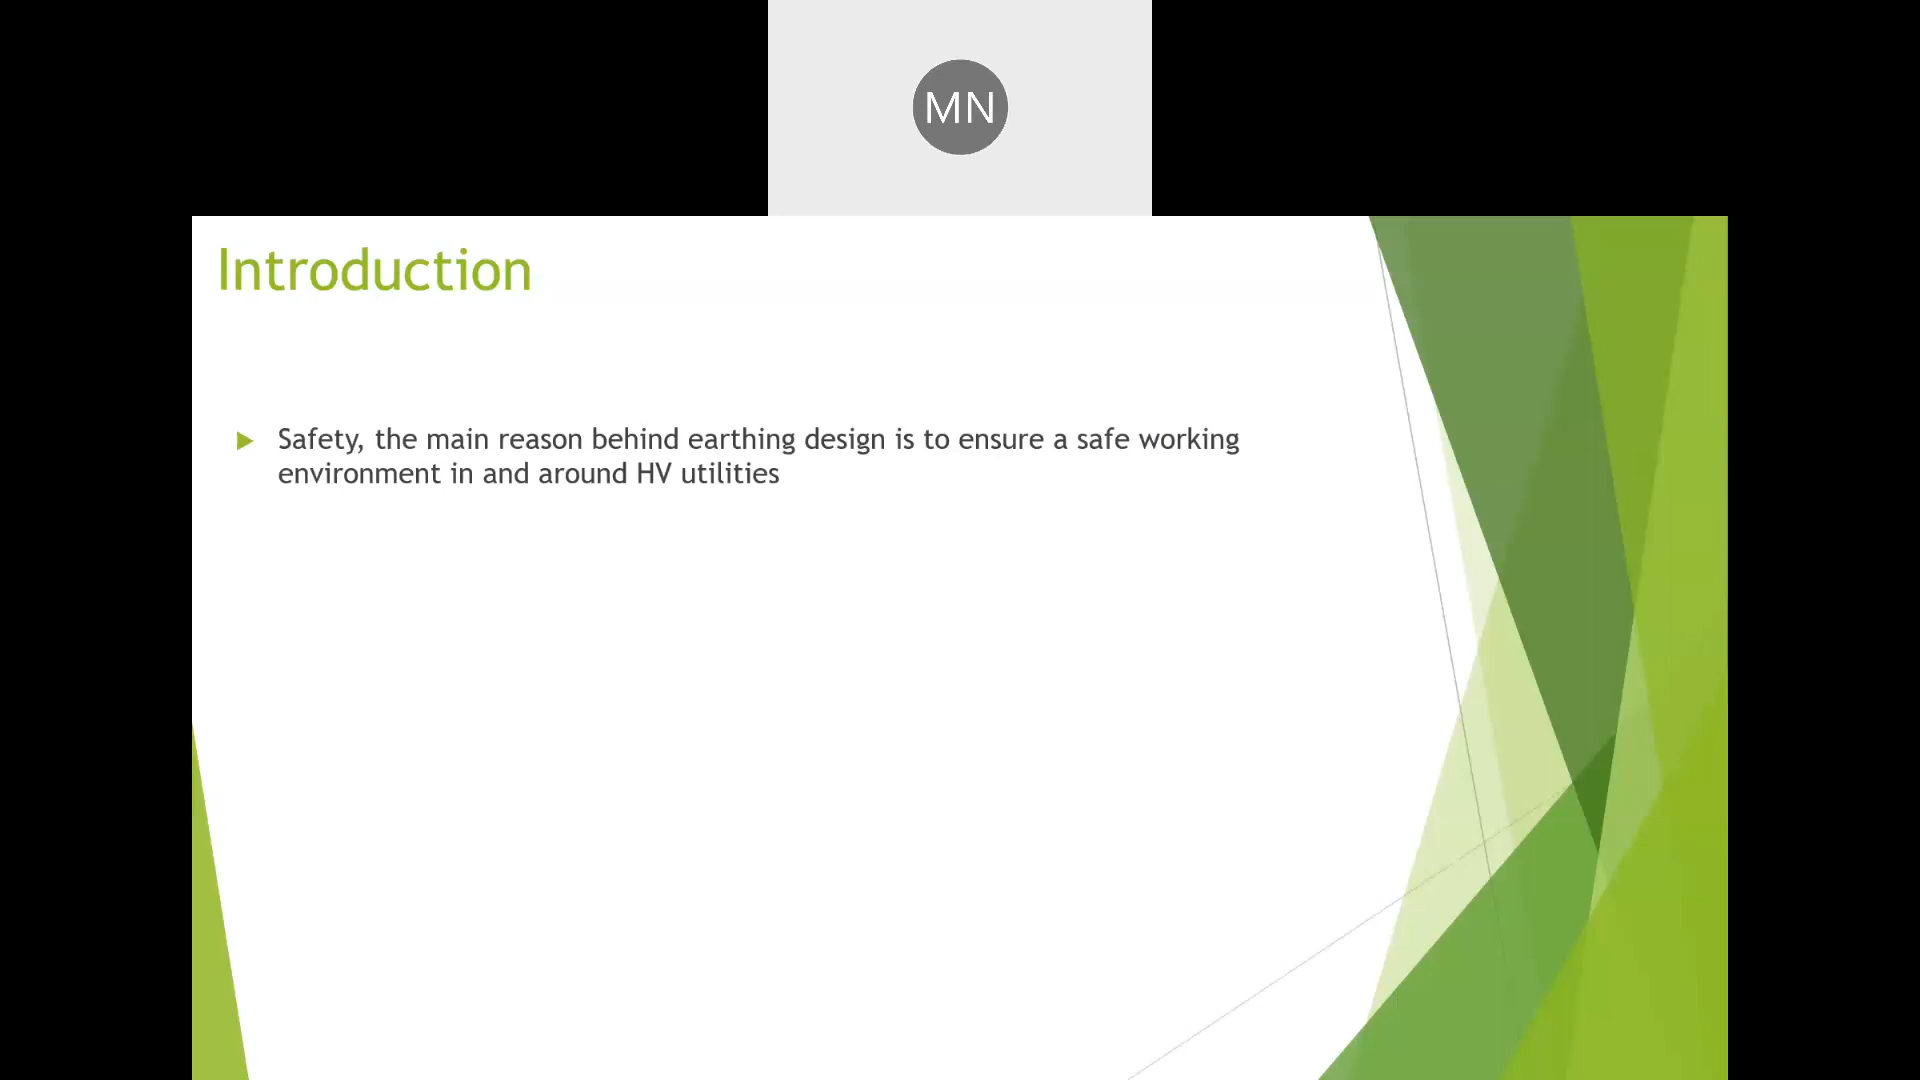 MN
Introduction
Safety, the main reason behind earthing design is to ensure a safe working
environment in and around HV utilities